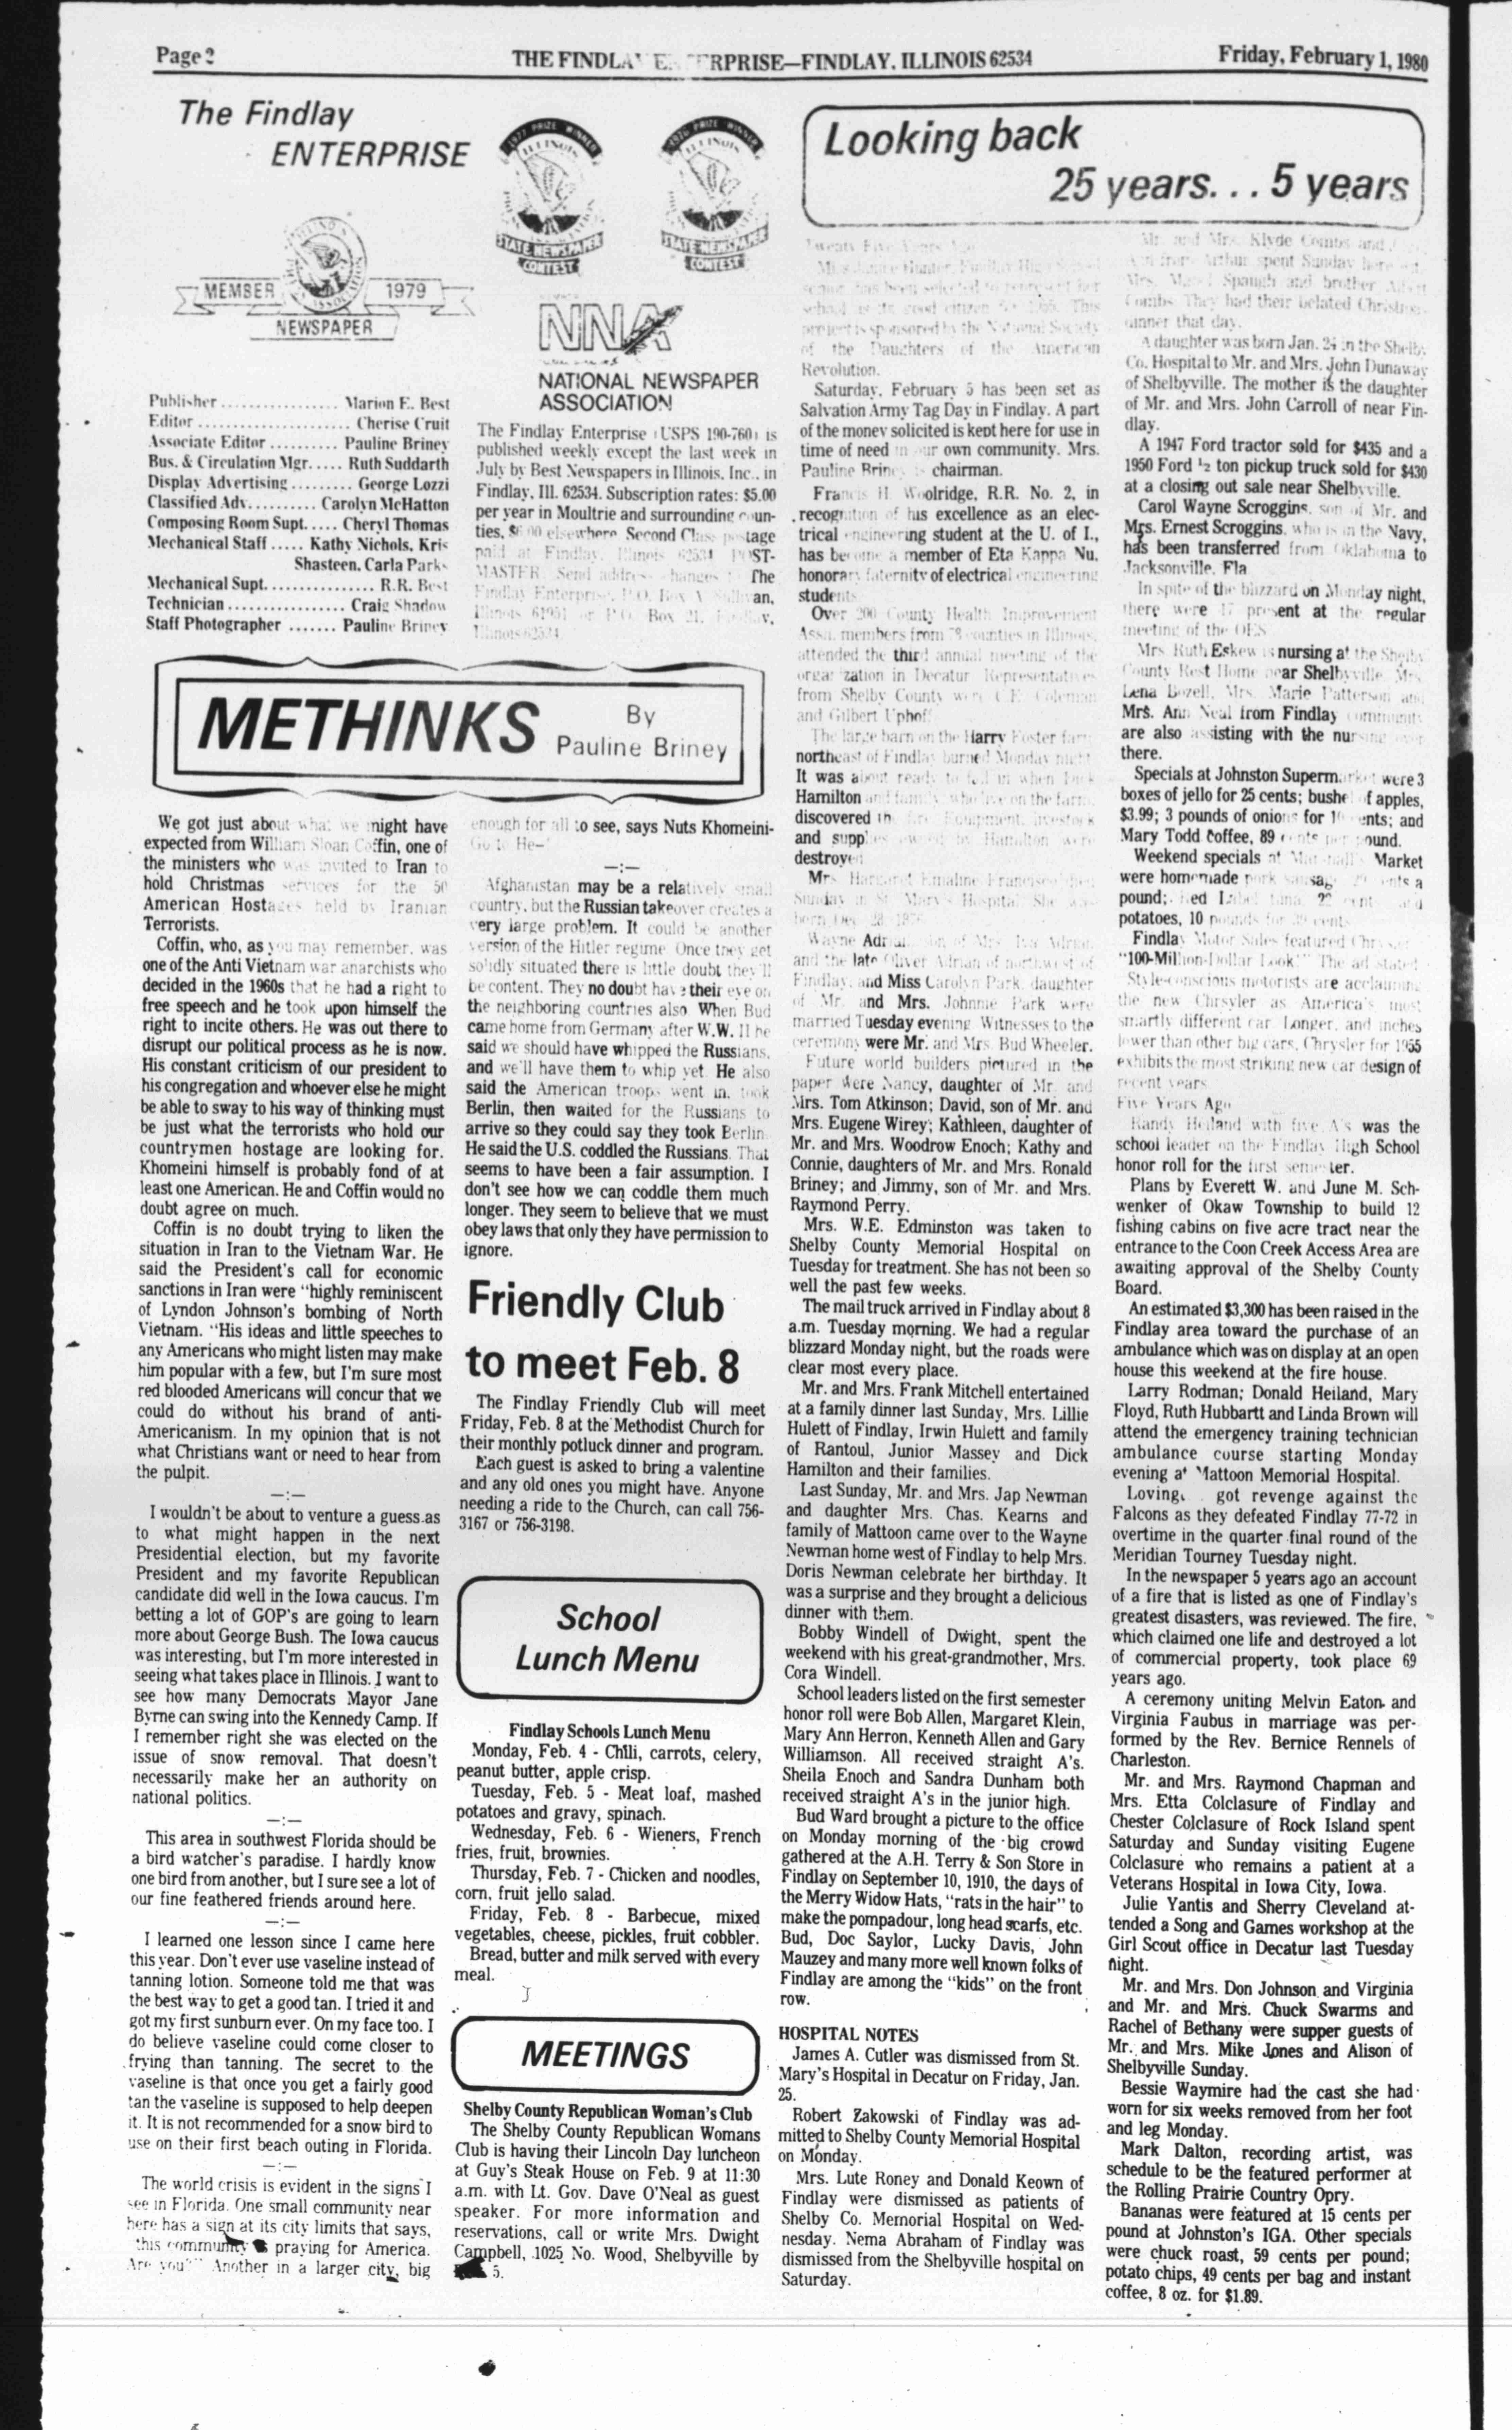 Page 2
THE FINDLA E RPRISE—FINDLAY, ILLINOIS 62534
Friday, February 1, 1980
The Findlay
ENTERPRISE
MEMBER
1979
NEWSPAPER
1977 PRIZE WINNER
ILLINOIS
STATE NEWSPAPER
CONTEST
PRIZE WINNER
ILLINOIS
STATE NEWSPAPER
CONTEST
NNA
NATIONAL NEWSPAPER
ASSOCIATION
Publisher ................. Marion E. Best
Editor ...................... Cherise Cruit
Associate Editor .......... Pauline Briney
Bus. & Circulation Mgr. .... Ruth Suddarth
Display Advertising ......... George Lozzi
Classified Adv. ......... Carolyn McHatton
Composing Room Supt. .... Cheryl Thomas
Mechanical Staff ..... Kathy Nichols, Kris
Shasteen, Carla Parks
Mechanical Supt. ............... R.R. Best
Technician ................. Craig Shadow
Staff Photographer ....... Pauline Briney
The Findlay Enterprise (USPS 190-760) is
published weekly except the last week in
July by Best Newspapers in Illinois, Inc., in
Findlay, Ill. 62534. Subscription rates: $5.00
per year in Moultrie and surrounding coun-
ties, $6.00 elsewhere Second Class postage
paid at Findlay, Illinois 62534 POST-
MASTER: Send address changes The
Findlay Enterprise, P.O. Box
Illinois 61951 or P.O. Box 21, Findlay,
Illinois 62534
METHINKS
By
Pauline Briney
We got just about what we might have
expected from William Sloan Coffin, one of
the ministers who was invited to Iran to
hold Christmas services for the 50
American Hostages held by Iranian
Terrorists.
Coffin, who, as you may remember, was
one of the Anti Vietnam war anarchists who
decided in the 1960s that he had a right to
free speech and he took upon himself the
right to incite others. He was out there to
disrupt our political process as he is now.
His constant criticism of our president to
his congregation and whoever else he might
be able to sway to his way of thinking must
be just what the terrorists who hold our
countrymen hostage are looking for.
Khomeini himself is probably fond of at
least one American. He and Coffin would no
doubt agree on much.
Coffin is no doubt trying to liken the
situation in Iran to the Vietnam War. He
said the President's call for economic
sanctions in Iran were "highly reminiscent
of Lyndon Johnson's bombing of North
Vietnam. "His ideas and little speeches to
any Americans who might listen may make
him popular with a few, but I'm sure most
red blooded Americans will concur that we
could do without his brand of anti-
Americanism. In my opinion that is not
what Christians want or need to hear from
the pulpit.
—:—
I wouldn't be about to venture a guess as
to what might happen in the next
Presidential election, but my favorite
President and my favorite Republican
candidate did well in the Iowa caucus. I'm
betting a lot of GOP's are going to learn
more about George Bush. The Iowa caucus
was interesting, but I'm more interested in
seeing what takes place in Illinois. I want to
see how many Democrats Mayor Jane
Byrne can swing into the Kennedy Camp. If
I remember right she was elected on the
issue of snow removal. That doesn't
necessarily make her an authority on
national politics.
—:—
This area in southwest Florida should be
a bird watcher's paradise. I hardly know
one bird from another, but I sure see a lot of
our fine feathered friends around here.
—:—
I learned one lesson since I came here
this year. Don't ever use vaseline instead of
tanning lotion. Someone told me that was
the best way to get a good tan. I tried it and
got my first sunburn ever. On my face too. I
do believe vaseline could come closer to
frying than tanning. The secret to the
vaseline is that once you get a fairly good
tan the vaseline is supposed to help deepen
it. It is not recommended for a snow bird to
use on their first beach outing in Florida.
—:—
The world crisis is evident in the signs I
see in Florida. One small community near
here has a sign at its city limits that says,
this community is praying for America.
Are you?" Another in a larger city, big
enough for all to see, says Nuts Khomeini-
Go to He-"
—:—
Afghanistan may be a relatively small
country, but the Russian takeover creates a
very large problem. It could be another
version of the Hitler regime Once they get
solidly situated there is little doubt they'll
be content. They no doubt have their eye on
the neighboring countries also. When Bud
came home from Germany after W.W. II he
said we should have whipped the Russians,
and we'll have them to whip yet. He also
said the American troops went in, took
Berlin, then waited for the Russians to
arrive so they could say they took Berlin.
He said the U.S. coddled the Russians. That
seems to have been a fair assumption. I
don't see how we can coddle them much
longer. They seem to believe that we must
obey laws that only they have permission to
ignore.
Friendly Club
to meet Feb. 8
The Findlay Friendly Club will meet
Friday, Feb. 8 at the Methodist Church for
their monthly potluck dinner and program.
Each guest is asked to bring a valentine
and any old ones you might have. Anyone
needing a ride to the Church, can call 756-
3167 or 756-3198.
School
Lunch Menu
Findlay Schools Lunch Menu
Monday, Feb. 4 - Chili, carrots, celery,
peanut butter, apple crisp.
Tuesday, Feb. 5 - Meat loaf, mashed
potatoes and gravy, spinach.
Wednesday, Feb. 6 - Wieners, French
fries, fruit, brownies.
Thursday, Feb. 7 - Chicken and noodles,
corn, fruit jello salad.
Friday, Feb. 8 - Barbecue, mixed
vegetables, cheese, pickles, fruit cobbler.
Bread, butter and milk served with every
meal.
MEETINGS
Shelby County Republican Woman's Club
The Shelby County Republican Womans
Club is having their Lincoln Day luncheon
at Guy's Steak House on Feb. 9 at 11:30
a.m. with Lt. Gov. Dave O'Neal as guest
speaker. For more information and
reservations, call or write Mrs. Dwight
Campbell, 1025 No. Wood, Shelbyville by
5.
Looking back
25 years. . . 5 years
Twenty Five Years Ago
Miss Hunter, Findlay High School
senior has been selected to represent her
school as its good citizen 1955. This
project is sponsored by the National Society
of the Daughters of the American
Revolution.
Saturday, February 5 has been set as
Salvation Army Tag Day in Findlay. A part
of the money solicited is kept here for use in
time of need in our own community. Mrs.
Pauline Briney is chairman.
Francis H. Woolridge, R.R. No. 2, in
recognition of his excellence as an elec-
trical engineering student at the U. of I.,
has become a member of Eta Kappa Nu,
honorary faternity of electrical engineering
students.
Over 200 County Health Improvement
Assn. members from 78 counties in Illinois,
attended the third annual meeting of the
organization in Decatur Representatives
from Shelby County were C.E. Coleman
and Gilbert Uphoff
The large barn on the Harry Foster farm
northeast of Findlay burned Monday night
It was about ready to fall in when Dick
Hamilton and family who live on the farm,
discovered the fire. Equipment, livestock
and supplies owned by Hamilton were
destroyed
Mrs. Margaret Emaline Francisco died
Sunday in St. Mary's Hospital She was
born Dec. 28, 1876
Wayne Adrian, son of Mrs. Iva Adrian
and the late Oliver Adrian of northwest of
Findlay, and Miss Carolyn Park, daughter
of Mr. and Mrs. Johnnie Park were
married Tuesday evening. Witnesses to the
ceremony were Mr. and Mrs. Bud Wheeler.
Future world builders pictured in the
paper were Nancy, daughter of Mr. and
Mrs. Tom Atkinson; David, son of Mr. and
Mrs. Eugene Wirey; Kathleen, daughter of
Mr. and Mrs. Woodrow Enoch; Kathy and
Connie, daughters of Mr. and Mrs. Ronald
Briney; and Jimmy, son of Mr. and Mrs.
Raymond Perry.
Mrs. W.E. Edminston was taken to
Shelby County Memorial Hospital on
Tuesday for treatment. She has not been so
well the past few weeks.
The mail truck arrived in Findlay about 8
a.m. Tuesday morning. We had a regular
blizzard Monday night, but the roads were
clear most every place.
Mr. and Mrs. Frank Mitchell entertained
at a family dinner last Sunday, Mrs. Lillie
Hulett of Findlay, Irwin Hulett and family
of Rantoul, Junior Massey and Dick
Hamilton and their families.
Last Sunday, Mr. and Mrs. Jap Newman
and daughter Mrs. Chas. Kearns and
family of Mattoon came over to the Wayne
Newman home west of Findlay to help Mrs.
Doris Newman celebrate her birthday. It
was a surprise and they brought a delicious
dinner with them.
Bobby Windell of Dwight, spent the
weekend with his great-grandmother, Mrs.
Cora Windell.
School leaders listed on the first semester
honor roll were Bob Allen, Margaret Klein,
Mary Ann Herron, Kenneth Allen and Gary
Williamson. All received straight A's.
Sheila Enoch and Sandra Dunham both
received straight A's in the junior high.
Bud Ward brought a picture to the office
on Monday morning of the big crowd
gathered at the A.H. Terry & Son Store in
Findlay on September 10, 1910, the days of
the Merry Widow Hats, "rats in the hair" to
make the pompadour, long head scarfs, etc.
Bud, Doc Saylor, Lucky Davis, John
Mauzey and many more well known folks of
Findlay are among the "kids" on the front
row.
HOSPITAL NOTES
James A. Cutler was dismissed from St.
Mary's Hospital in Decatur on Friday, Jan.
25.
Robert Zakowski of Findlay was ad-
mitted to Shelby County Memorial Hospital
on Monday.
Mrs. Lute Roney and Donald Keown of
Findlay were dismissed as patients of
Shelby Co. Memorial Hospital on Wed-
nesday. Nema Abraham of Findlay was
dismissed from the Shelbyville hospital on
Saturday.
Mr. and Mrs. Klyde Combs and
from Arthur spent Sunday here
Mrs. Spaugh and brother
Combs. They had their belated Christmas
dinner that day.
A daughter was born Jan. 24 in the Shelby
Co. Hospital to Mr. and Mrs. John Dunaway
of Shelbyville. The mother is the daughter
of Mr. and Mrs. John Carroll of near Fin-
dlay.
A 1947 Ford tractor sold for $435 and a
1950 Ford ½ ton pickup truck sold for $430
at a closing out sale near Shelbyville.
Carol Wayne Scroggins, son of Mr. and
Mrs. Ernest Scroggins, who is in the Navy,
has been transferred from Oklahoma to
Jacksonville, Fla
In spite of the blizzard on Monday night,
there were 17 present at the regular
meeting of the OES
Mrs. Ruth Eskew is nursing at the Shelby
County Rest Home near Shelbyville. Mrs.
Lena Bozell, Mrs. Marie Patterson and
Mrs. Ann Neal from Findlay community
are also assisting with the nursing over
there.
Specials at Johnston Supermarket were 3
boxes of jello for 25 cents; bushel of apples,
$3.99; 3 pounds of onions for cents; and
Mary Todd coffee, 89 cents per pound.
Weekend specials at Marshall's Market
were homemade pork sausage 29 cents a
pound; Red Label tuna, cents and
potatoes, 10 pounds for 39 cents.
Findlay Motor Sales featured Chrysler
"100-Million-Dollar Look." The ad stated
Style-conscious motorists are acclaiming
the new Chrsyler as America's most
smartly different car. Longer, and inches
lower than other big cars, Chrysler for 1955
exhibits the most striking new car design of
recent years.
Five Years Ago
Randy Heiland with five A's was the
school leader on the Findlay High School
honor roll for the first semester.
Plans by Everett W. and June M. Sch-
wenker of Okaw Township to build 12
fishing cabins on five acre tract near the
entrance to the Coon Creek Access Area are
awaiting approval of the Shelby County
Board.
An estimated $3,300 has been raised in the
Findlay area toward the purchase of an
ambulance which was on display at an open
house this weekend at the fire house.
Larry Rodman; Donald Heiland, Mary
Floyd, Ruth Hubbartt and Linda Brown will
attend the emergency training technician
ambulance course starting Monday
evening at Mattoon Memorial Hospital.
Loving got revenge against the
Falcons as they defeated Findlay 77-72 in
overtime in the quarter final round of the
Meridian Tourney Tuesday night.
In the newspaper 5 years ago an account
of a fire that is listed as one of Findlay's
greatest disasters, was reviewed. The fire,
which claimed one life and destroyed a lot
of commercial property, took place 69
years ago.
A ceremony uniting Melvin Eaton and
Virginia Faubus in marriage was per-
formed by the Rev. Bernice Rennels of
Charleston.
Mr. and Mrs. Raymond Chapman and
Mrs. Etta Colclasure of Findlay and
Chester Colclasure of Rock Island spent
Saturday and Sunday visiting Eugene
Colclasure who remains a patient at a
Veterans Hospital in Iowa City, Iowa.
Julie Yantis and Sherry Cleveland at-
tended a Song and Games workshop at the
Girl Scout office in Decatur last Tuesday
night.
Mr. and Mrs. Don Johnson and Virginia
and Mr. and Mrs. Chuck Swarms and
Rachel of Bethany were supper guests of
Mr. and Mrs. Mike Jones and Alison of
Shelbyville Sunday.
Bessie Waymire had the cast she had
worn for six weeks removed from her foot
and leg Monday.
Mark Dalton, recording artist, was
schedule to be the featured performer at
the Rolling Prairie Country Opry.
Bananas were featured at 15 cents per
pound at Johnston's IGA. Other specials
were chuck roast, 59 cents per pound;
potato chips, 49 cents per bag and instant
coffee, 8 oz. for $1.89.